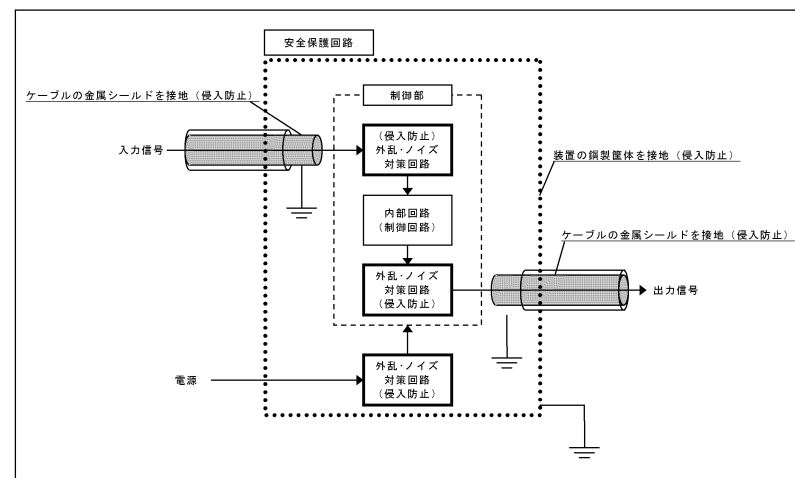 安全保護回路
ケーブルの金属シールドを接地(侵入防止)
制御部
入力信号
(侵入防止)
外乱・ノイズ
対策回路
装置の鋼製筐体を接地(侵入防止)
内部回路
(制御回路)
ケーブルの金属シールドを接地(侵入防止)
外乱・ノイズ
対策回路
(侵入防止)
出力信号
電源
外乱・ノイズ
対策回路
(侵入防止)